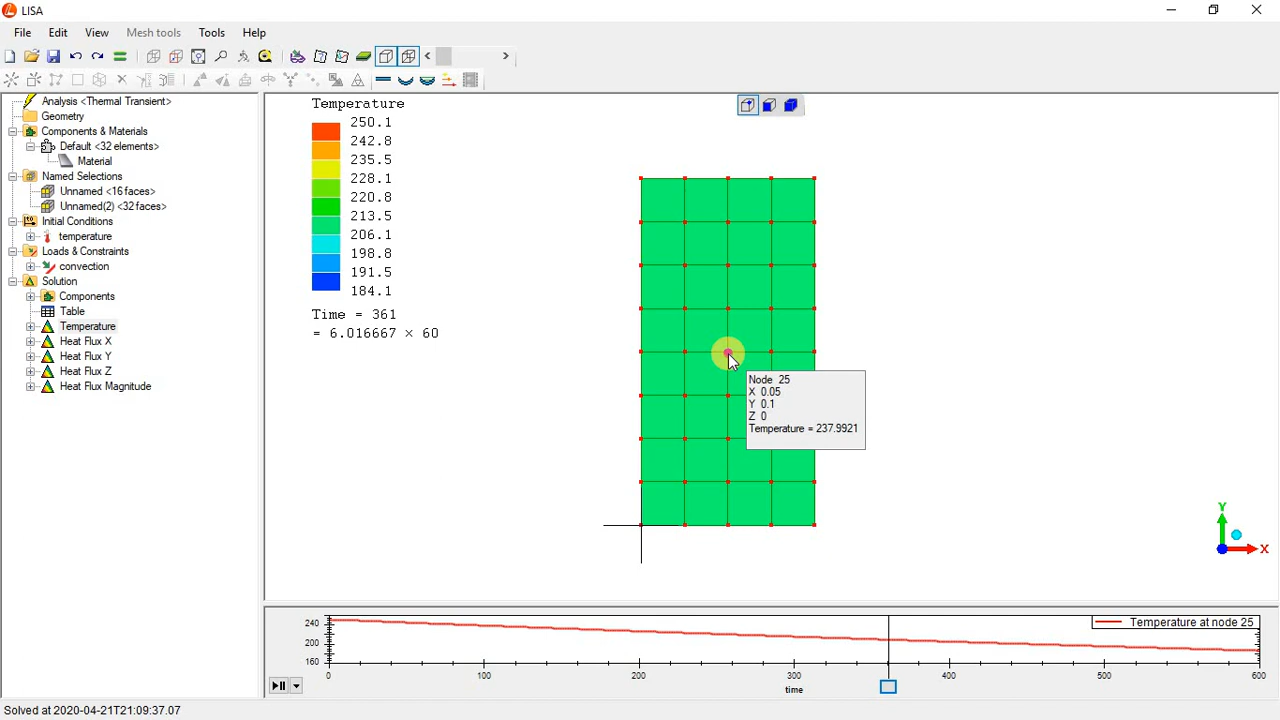 LISA
File Edit View Mesh tools Tools Help
Analysis <Thermal Transient>
Geometry
Components & Materials
Default <32 elements>
Material
Named Selections
Unnamed <16 faces>
Unnamed(2) <32 faces>
Initial Conditions
temperature
Loads & Constraints
convection
Solution
Components
Table
Temperature
Heat Flux X
Heat Flux Y
Heat Flux Z
Heat Flux Magnitude
Temperature
250.1
242.8
235.5
228.1
220.8
213.5
206.1
198.8
191.5
184.1
Time = 361
= 6.016667 × 60
Node 25
X 0.05
Y 0.1
Z 0
Temperature = 237.9921
Y
X
240
200
160
Temperature at node 25
0 100 200 300 400 500 600
time
Solved at 2020-04-21T21:09:37.07